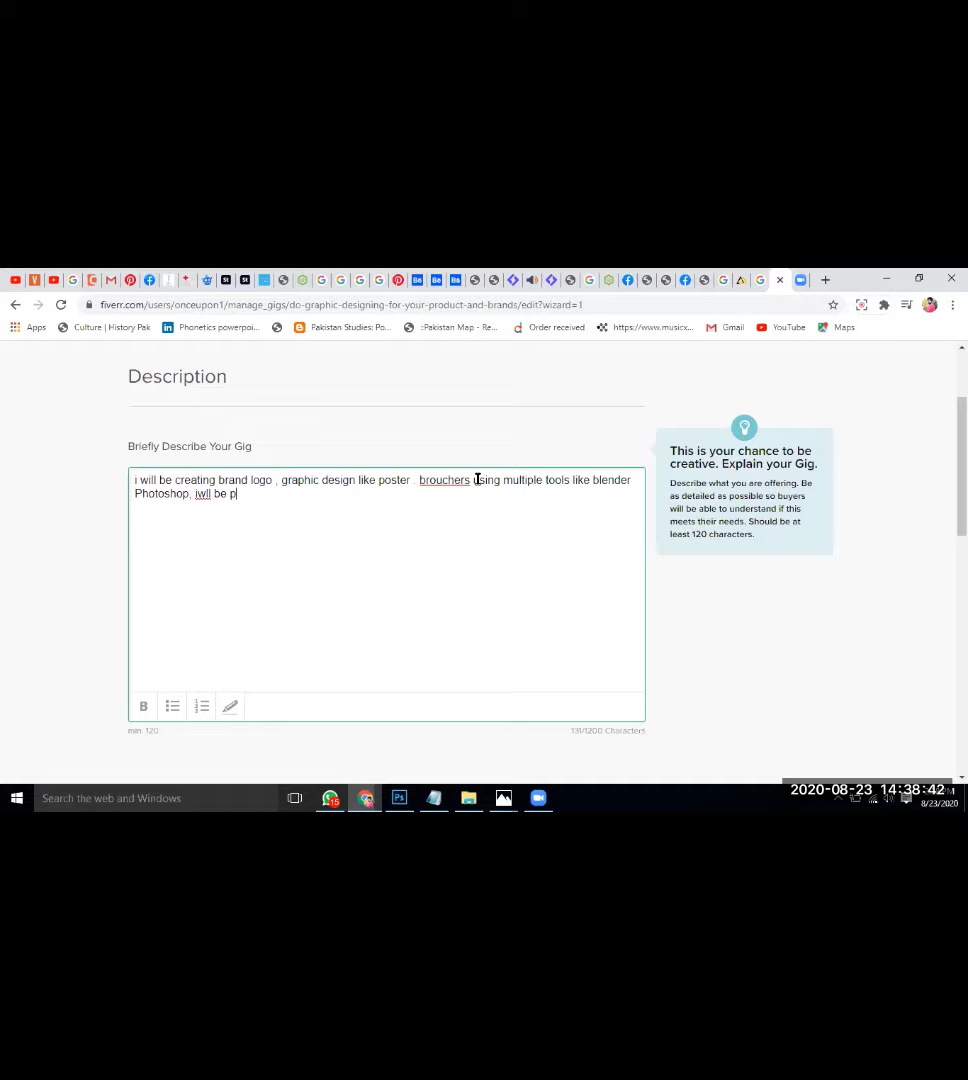 fiverr.com/users/onceupon1/manage_gigs/do-graphic-designing-for-your-product-and-brands/edit?wizard=1
Apps Culture | History Pak Phonetics powerpoi... Pakistan Studies: Po... ::Pakistan Map - Re... Order received https://www.musicx... Gmail YouTube Maps
Description
Briefly Describe Your Gig
i will be creating brand logo , graphic design like poster . brouchers using multiple tools like blender
Photoshop, iwll be p
B
min 120
131/1200 Characters
This is your chance to be
creative. Explain your Gig.
Describe what you are offering. Be
as detailed as possible so buyers
will be able to understand if this
meets their needs. Should be at
least 120 characters.
Search the web and Windows
15
2020-08-23 14:38:42
8/23/2020